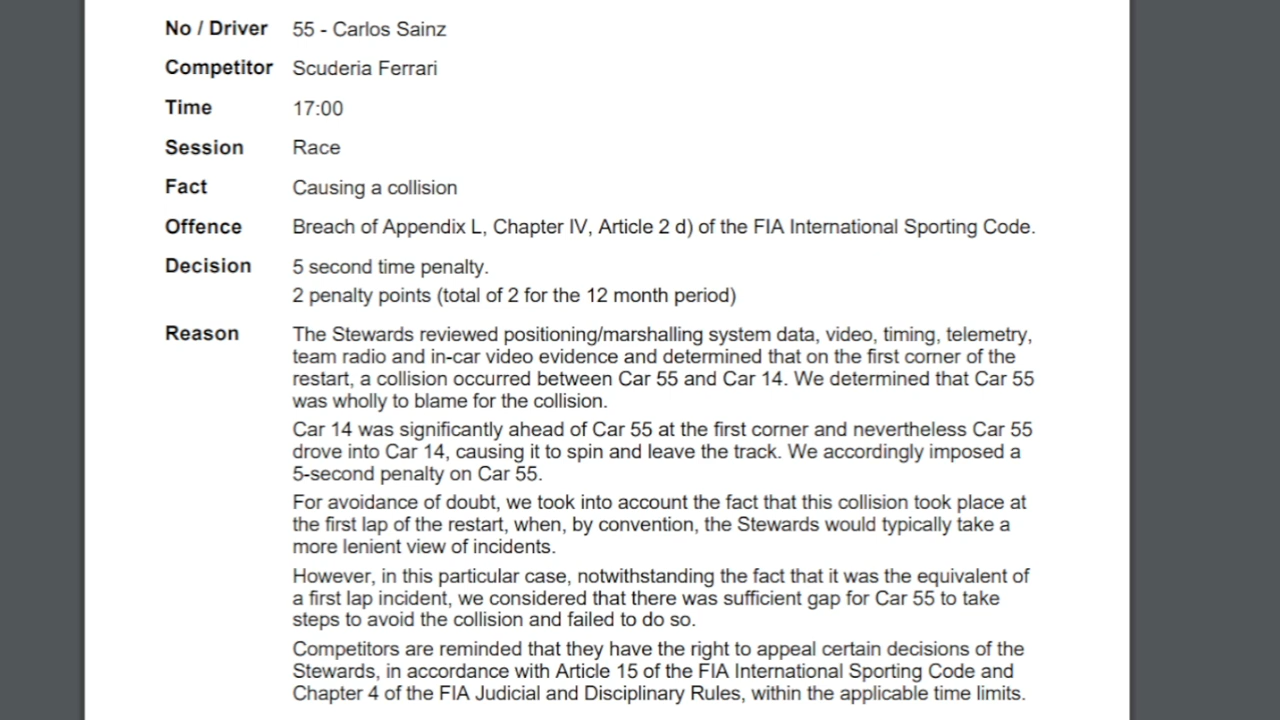 No / Driver 55 - Carlos Sainz
Competitor Scuderia Ferrari
Time 17:00
Session Race
Fact Causing a collision
Offence Breach of Appendix L, Chapter IV, Article 2 d) of the FIA International Sporting Code.
Decision 5 second time penalty.
2 penalty points (total of 2 for the 12 month period)
Reason The Stewards reviewed positioning/marshalling system data, video, timing, telemetry,
team radio and in-car video evidence and determined that on the first corner of the
restart, a collision occurred between Car 55 and Car 14. We determined that Car 55
was wholly to blame for the collision.
Car 14 was significantly ahead of Car 55 at the first corner and nevertheless Car 55
drove into Car 14, causing it to spin and leave the track. We accordingly imposed a
5-second penalty on Car 55.
For avoidance of doubt, we took into account the fact that this collision took place at
the first lap of the restart, when, by convention, the Stewards would typically take a
more lenient view of incidents.
However, in this particular case, notwithstanding the fact that it was the equivalent of
a first lap incident, we considered that there was sufficient gap for Car 55 to take
steps to avoid the collision and failed to do so.
Competitors are reminded that they have the right to appeal certain decisions of the
Stewards, in accordance with Article 15 of the FIA International Sporting Code and
Chapter 4 of the FIA Judicial and Disciplinary Rules, within the applicable time limits.